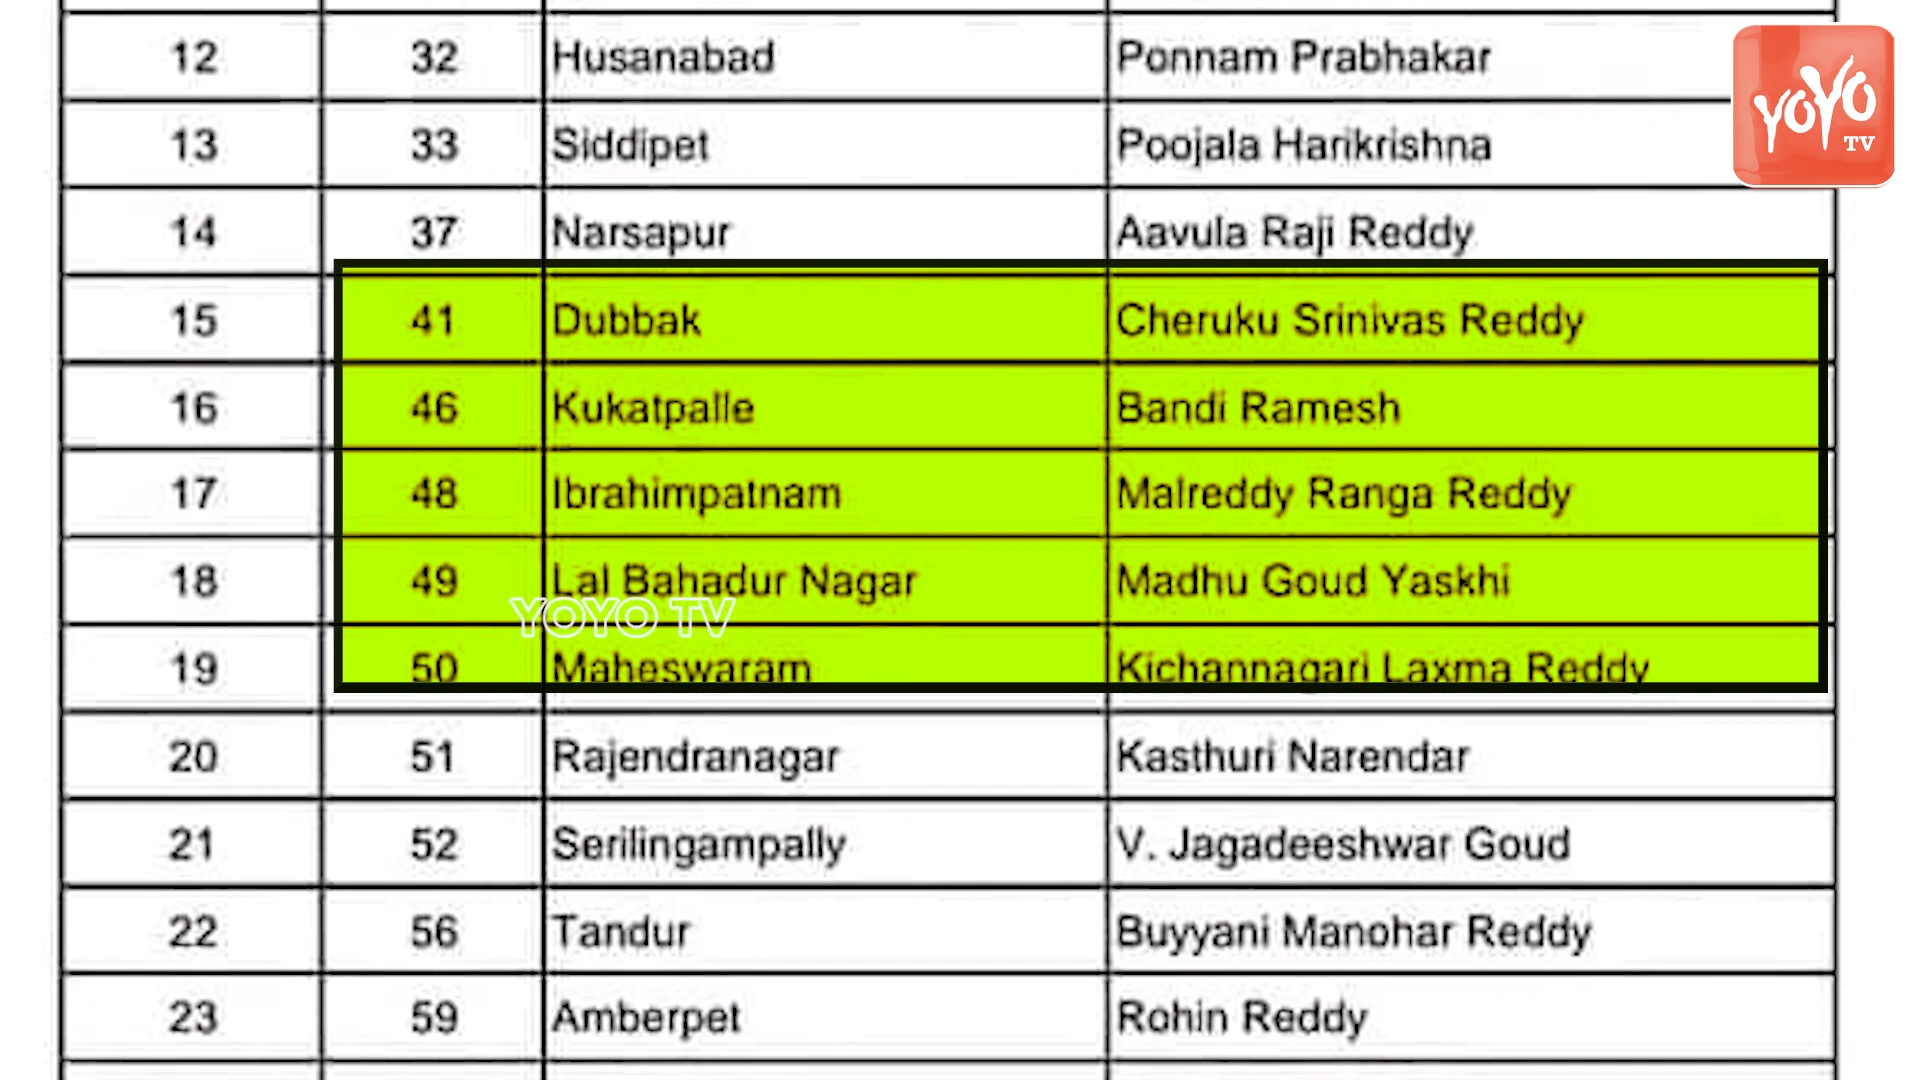 12 32 Husanabad Ponnam Prabhakar
YOYO TV
13 33 Siddipet Poojala Harikrishna
14 37 Narsapur Aavula Raji Reddy
15 41 Dubbak Cheruku Srinivas Reddy
16 46 Kukatpalle Bandi Ramesh
17 48 Ibrahimpatnam Malreddy Ranga Reddy
18 49 Lal Bahadur Nagar Madhu Goud Yaskhi
YOYO TV
19 50 Maheswaram Kichannagari Laxma Reddy
20 51 Rajendranagar Kasthuri Narendar
21 52 Serilingampally V. Jagadeeshwar Goud
22 56 Tandur Buyyani Manohar Reddy
23 59 Amberpet Rohin Reddy